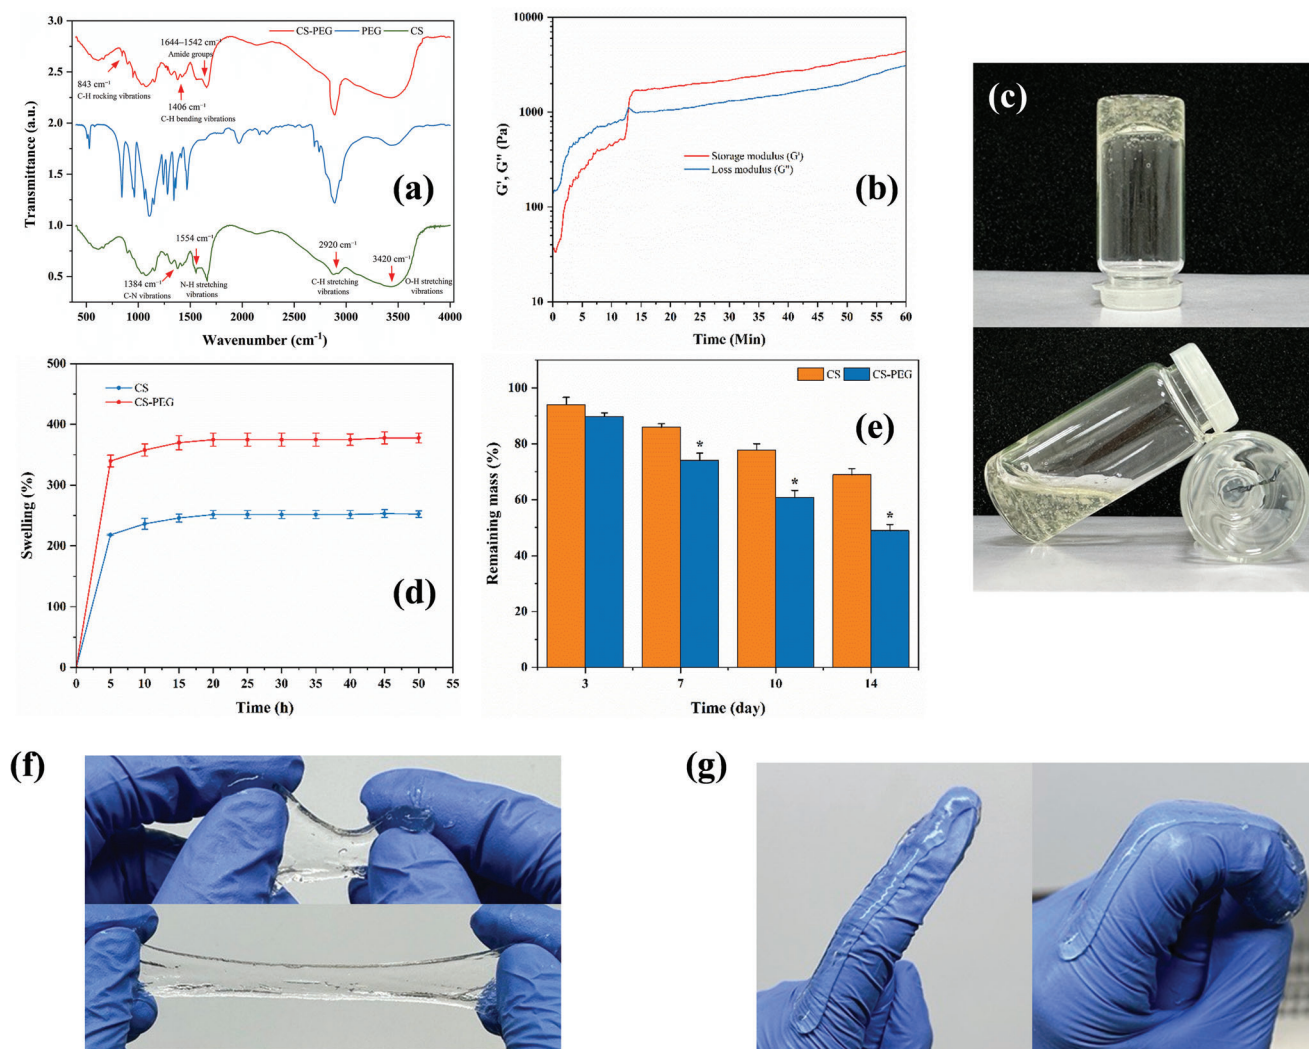 3.0
2.5
2.0
1.5
1.0
0.5
Transmittance (a.u.)
CS-PEG PEG CS
1644–1542 cm⁻¹
Amide groups
843 cm⁻¹
C-H rocking vibrations
1406 cm⁻¹
C-H bending vibrations
(a)
1554 cm⁻¹
2920 cm⁻¹
3420 cm⁻¹
1384 cm⁻¹
C-N vibrations
N-H stretching
vibrations
C-H stretching
vibrations
O-H stretching
vibrations
500 1000 1500 2000 2500 3000 3500 4000
Wavenumber (cm⁻¹)
10000
1000
100
10
G', G'' (Pa)
Storage modulus (G')
Loss modulus (G'')
(b)
0 5 10 15 20 25 30 35 40 45 50 55 60
Time (Min)
(c)
500
400
300
200
100
0
Swelling (%)
CS
CS-PEG
(d)
0 5 10 15 20 25 30 35 40 45 50 55
Time (h)
100
80
60
40
20
0
Remaining mass (%)
CS CS-PEG
(e)
*
*
*
3 7 10 14
Time (day)
(f)
(g)